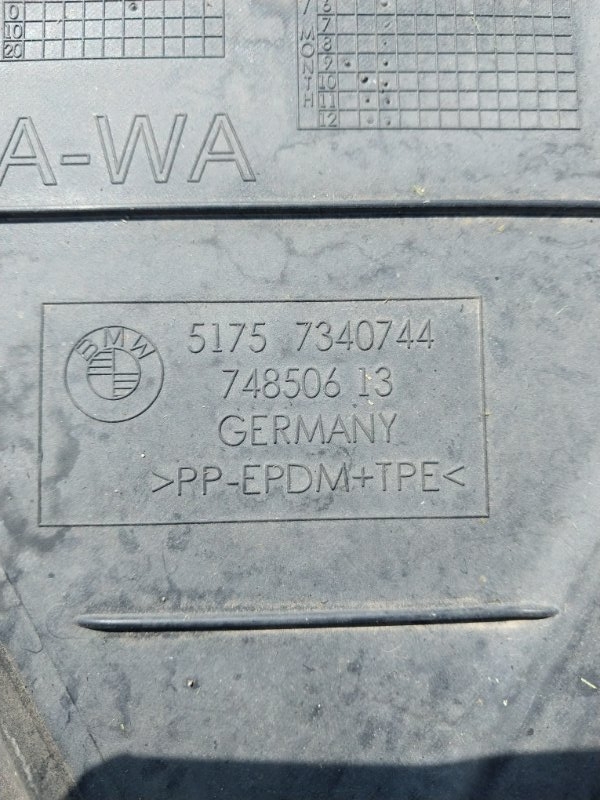 0
10
20
6
7
8
9
10
11
12
/ MONTH
A-WA
BMW
5175 7340744
748506 13
GERMANY
>PP-EPDM+TPE<